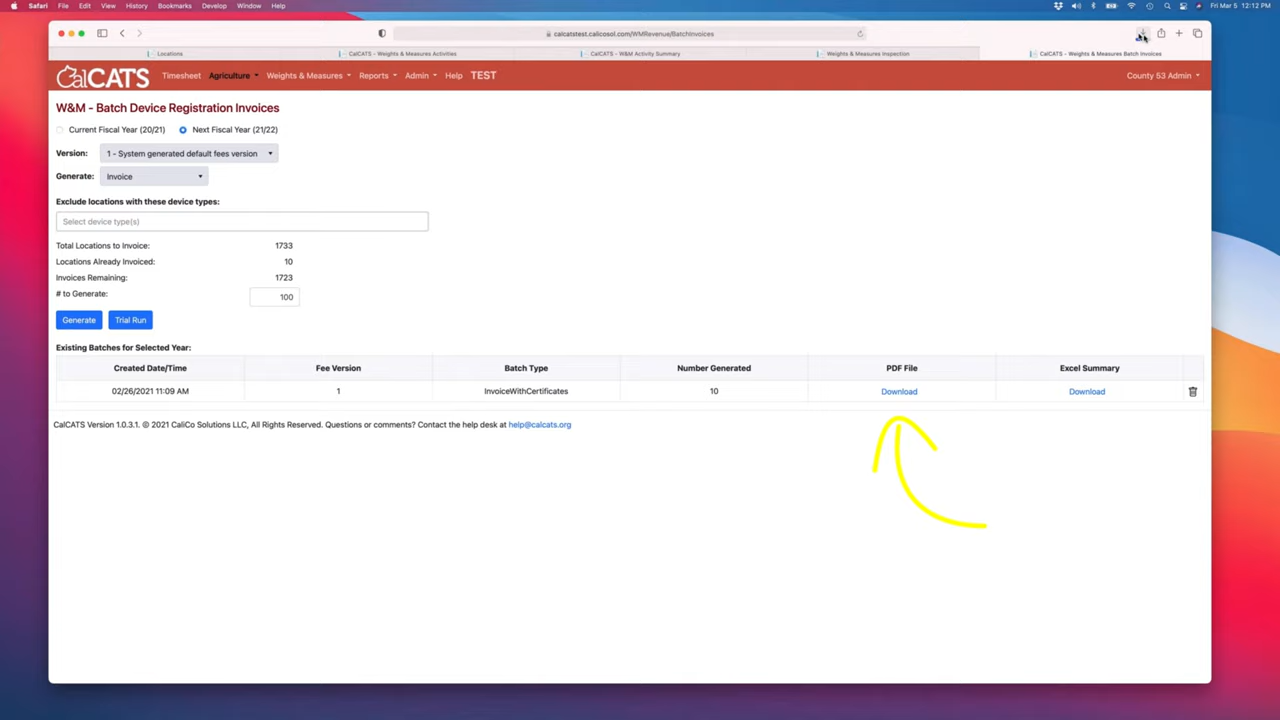 Safari File Edit View History Bookmarks Develop Window Help Fri Mar 5 12:12 PM
calcatstest.calicosol.com/WMRevenue/BatchInvoices
Locations CalCATS - Weights & Measures Activities CalCATS - W&M Activity Summary Weights & Measures Inspection CalCATS - Weights & Measures Batch Invoices
CalCATS Timesheet Agriculture Weights & Measures Reports Admin Help TEST County 53 Admin
W&M - Batch Device Registration Invoices
Current Fiscal Year (20/21) Next Fiscal Year (21/22)
Version: 1 - System generated default fees version
Generate: Invoice
Exclude locations with these device types:
Select device type(s)
Total Locations to Invoice: 1733
Locations Already Invoiced: 10
Invoices Remaining: 1723
# to Generate: 100
Generate Trial Run
Existing Batches for Selected Year:
Created Date/Time Fee Version Batch Type Number Generated PDF File Excel Summary
02/26/2021 11:09 AM 1 InvoiceWithCertificates 10 Download Download
CalCATS Version 1.0.3.1. © 2021 CaliCo Solutions LLC, All Rights Reserved. Questions or comments? Contact the help desk at help@calcats.org